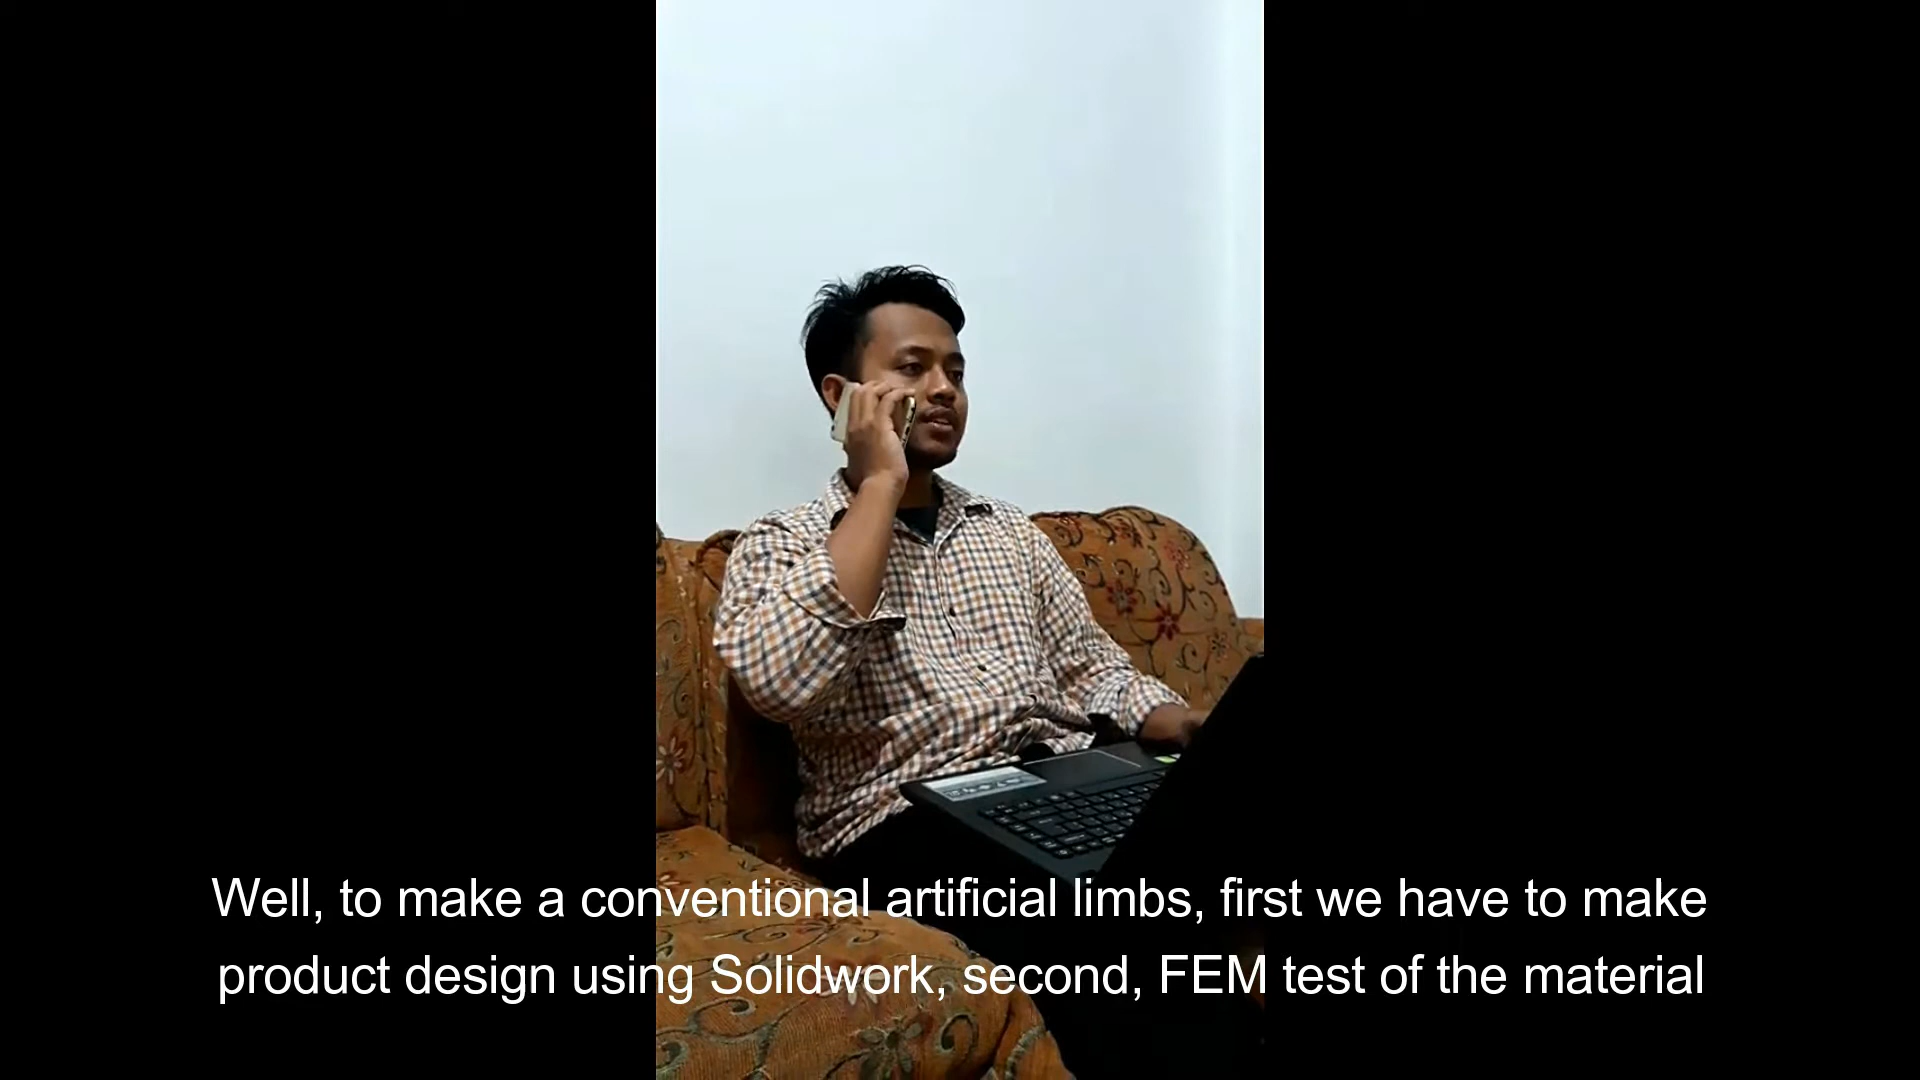 Well, to make a conventional artificial limbs, first we have to make
product design using Solidwork, second, FEM test of the material